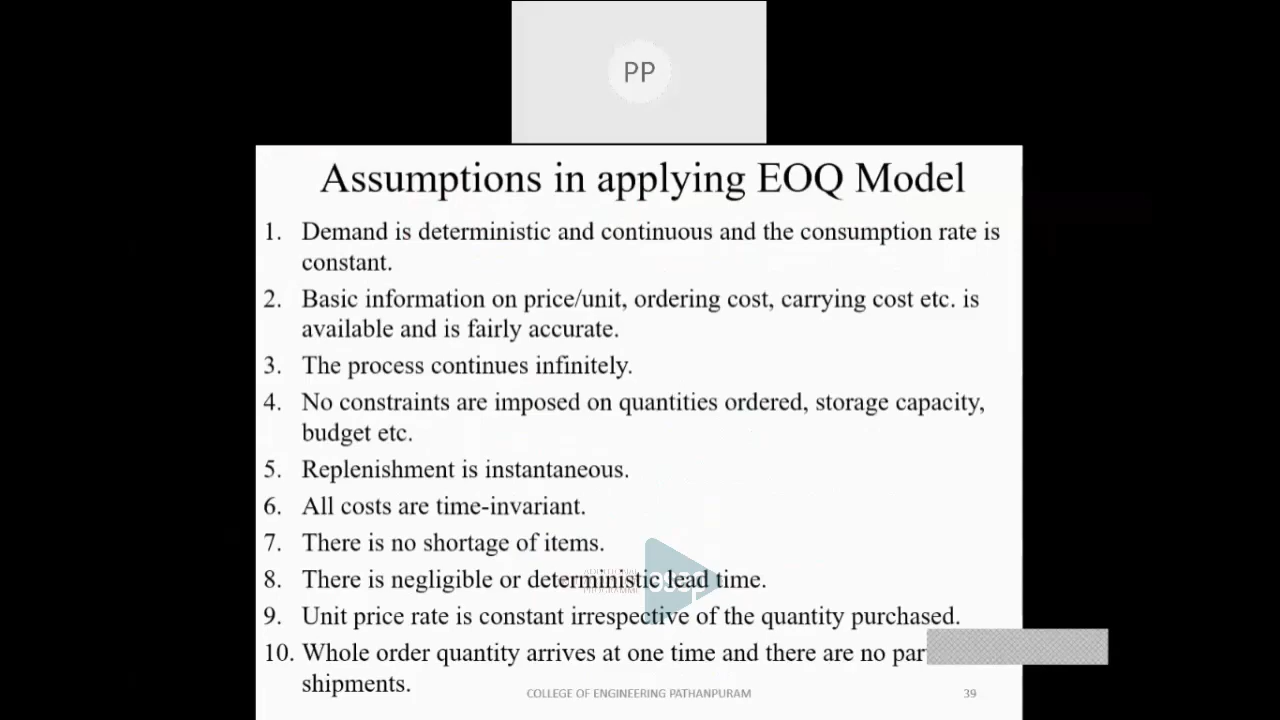 PP
Assumptions in applying EOQ Model
1. Demand is deterministic and continuous and the consumption rate is
constant.
2. Basic information on price/unit, ordering cost, carrying cost etc. is
available and is fairly accurate.
3. The process continues infinitely.
4. No constraints are imposed on quantities ordered, storage capacity,
budget etc.
5. Replenishment is instantaneous.
6. All costs are time-invariant.
7. There is no shortage of items.
8. There is negligible or deterministic lead time.
9. Unit price rate is constant irrespective of the quantity purchased.
10. Whole order quantity arrives at one time and there are no par
shipments.
COLLEGE OF ENGINEERING PATHANPURAM 39